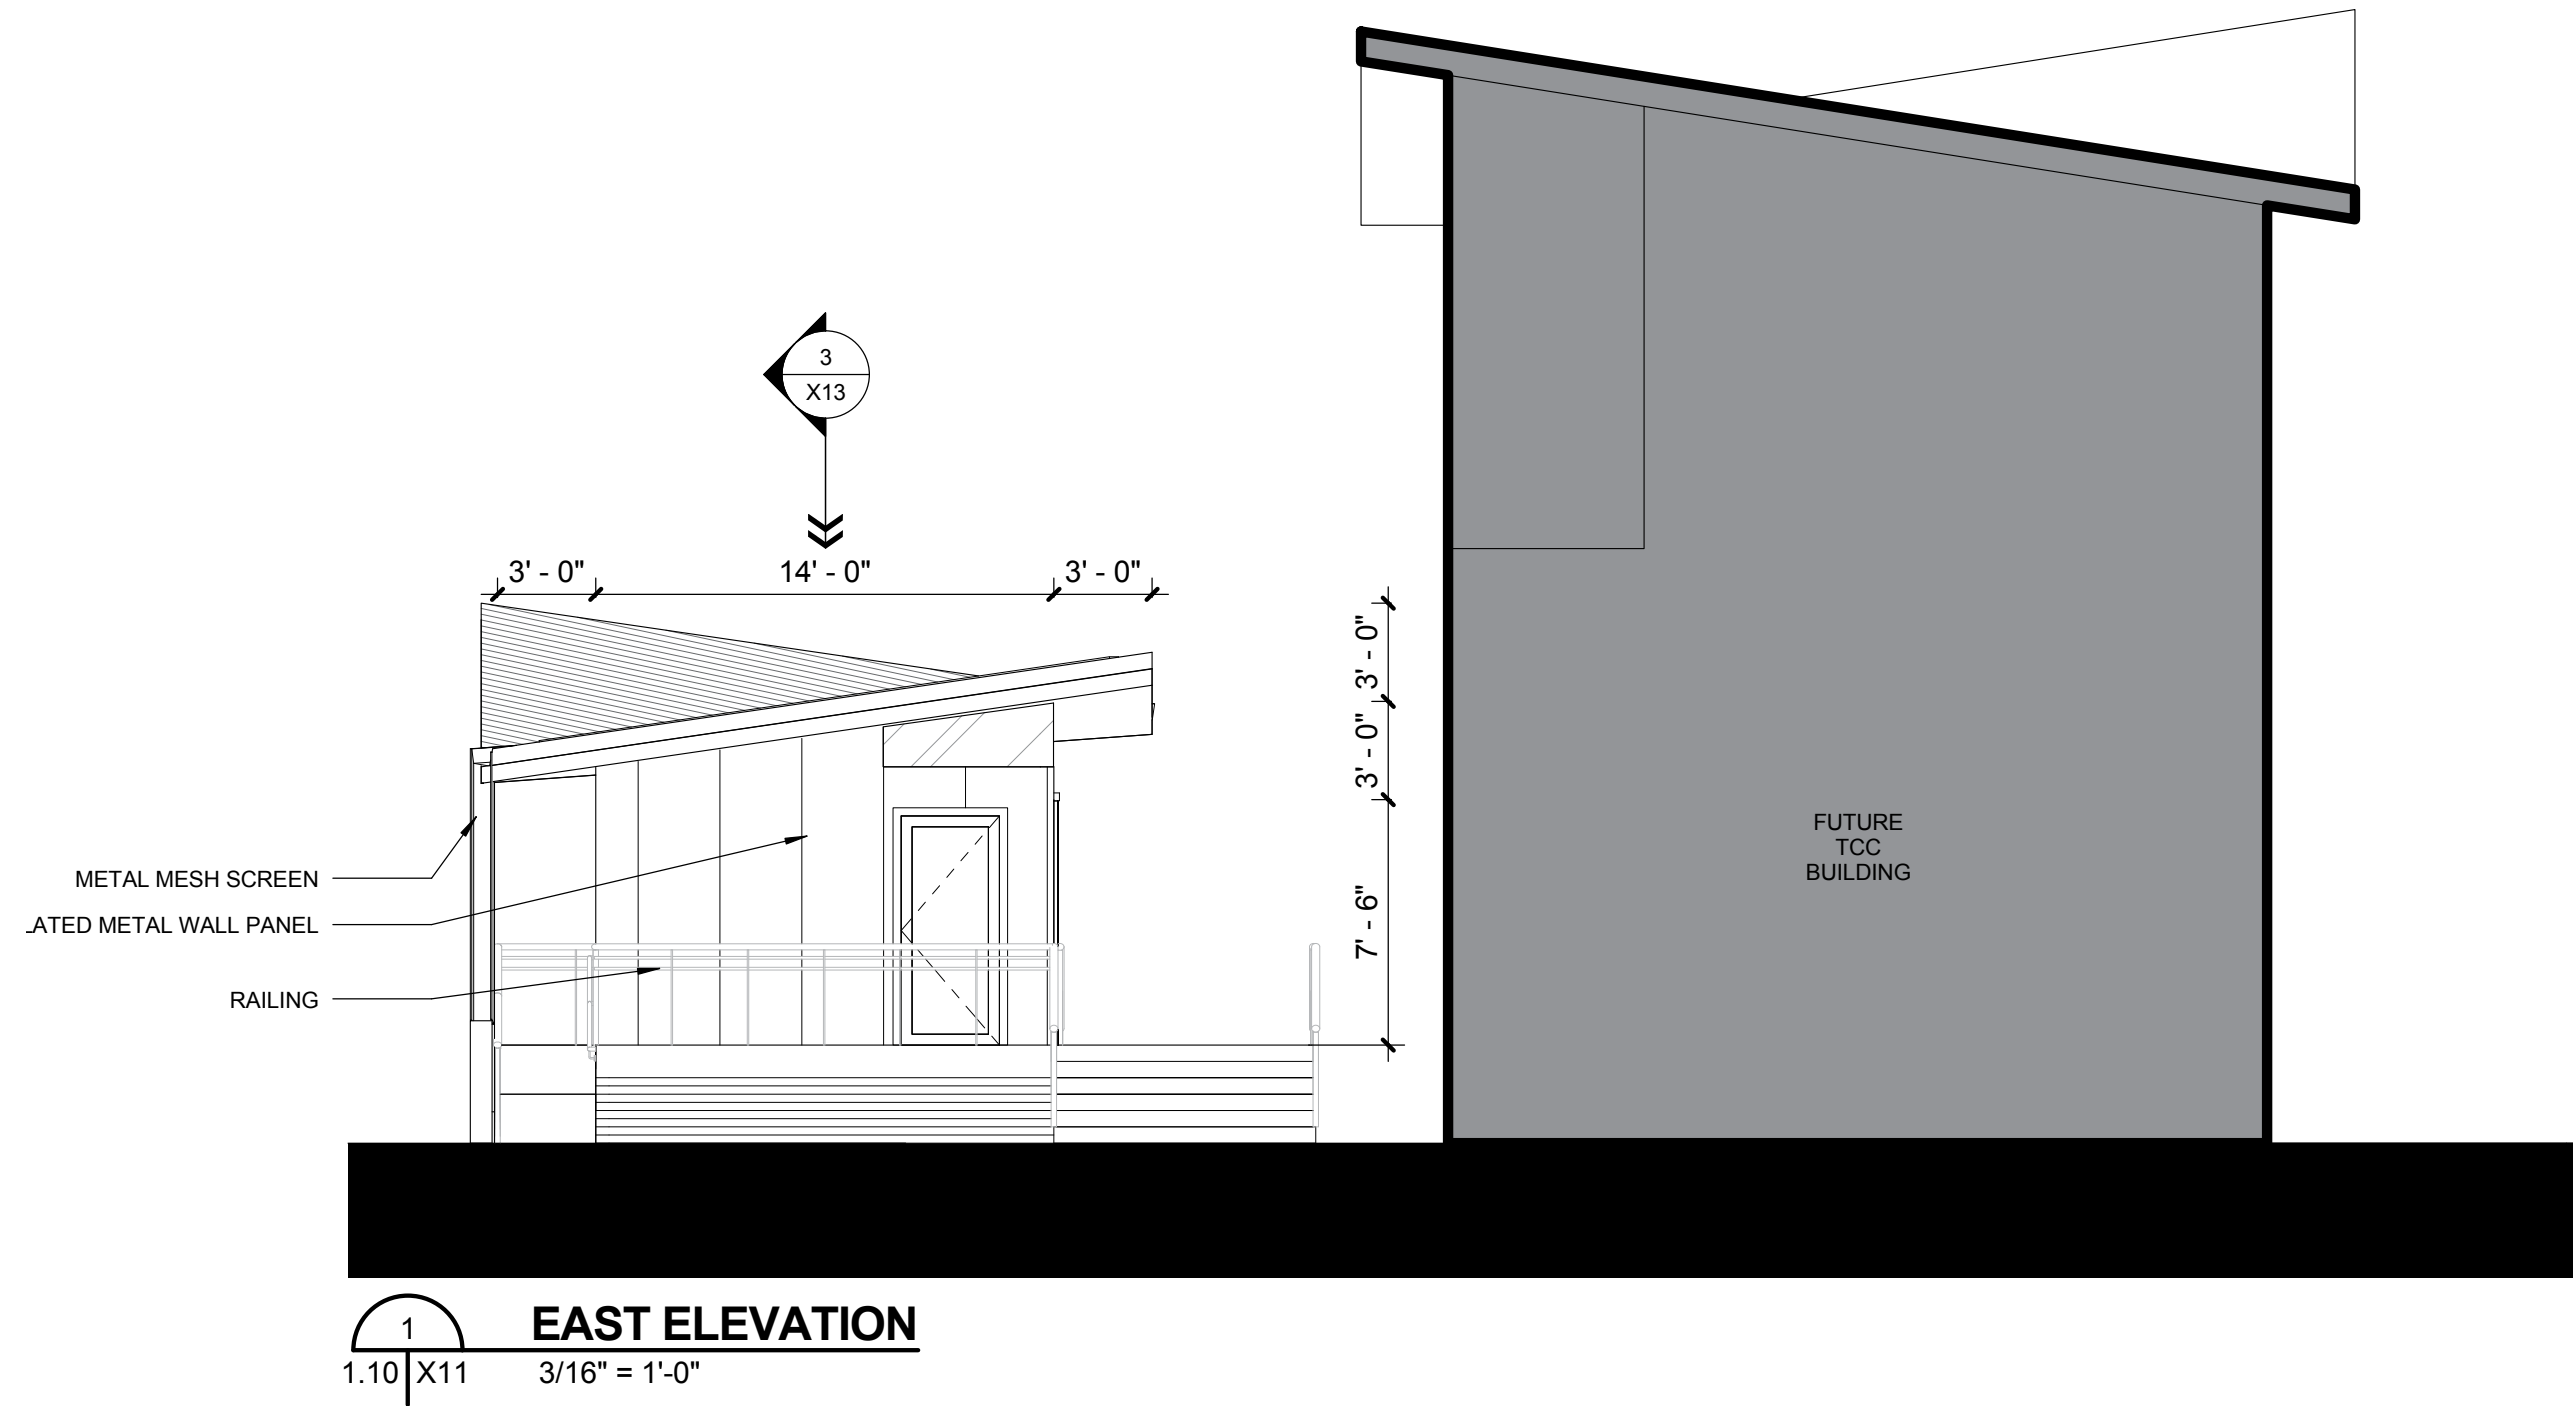 3
X13
3' - 0"
14' - 0"
3' - 0"
3' - 0"
3' - 0"
7' - 6"
FUTURE
TCC
BUILDING
METAL MESH SCREEN
ATED METAL WALL PANEL
RAILING
1
1.10
X11
EAST ELEVATION
3/16" = 1'-0"